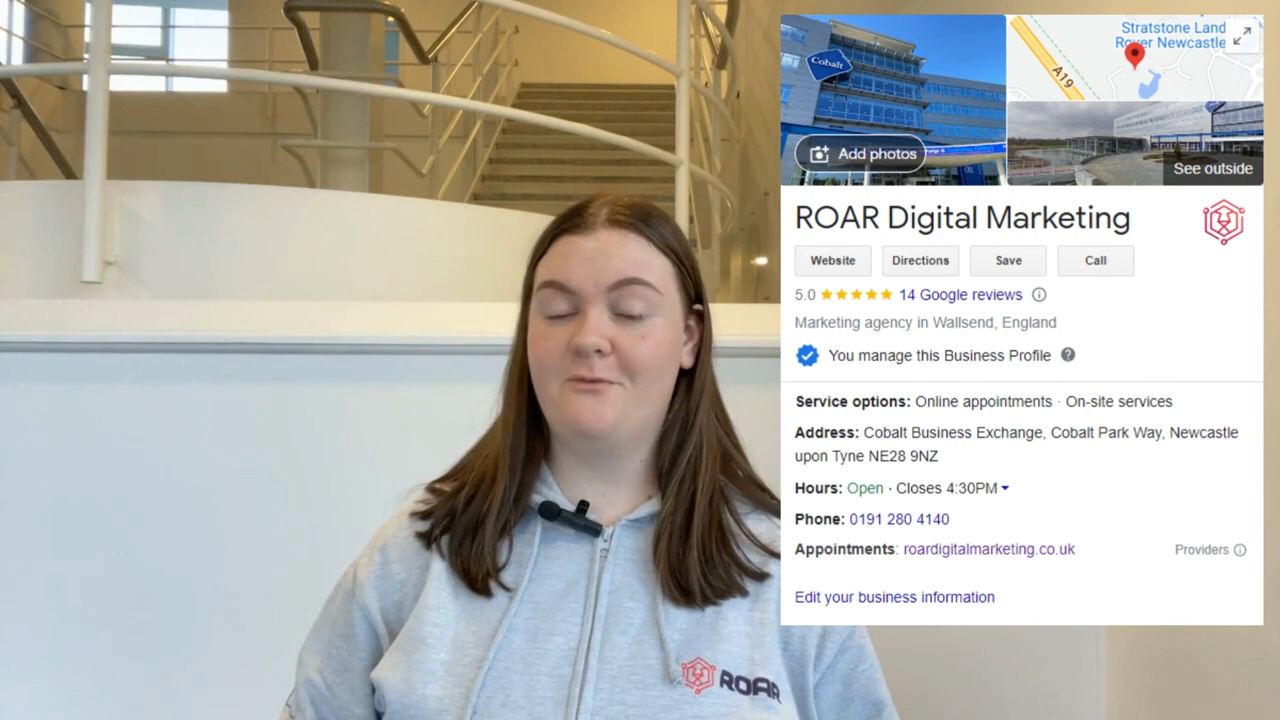 Stratstone Land
Rover Newcastle
A19
Cobalt
Add photos
See outside
ROAR Digital Marketing
Website
Directions
Save
Call
5.0
14 Google reviews
Marketing agency in Wallsend, England
You manage this Business Profile
Service options: Online appointments · On-site services
Address: Cobalt Business Exchange, Cobalt Park Way, Newcastle
upon Tyne NE28 9NZ
Hours: Open · Closes 4:30PM
Phone: 0191 280 4140
Appointments: roardigitalmarketing.co.uk
Providers
Edit your business information
ROAR